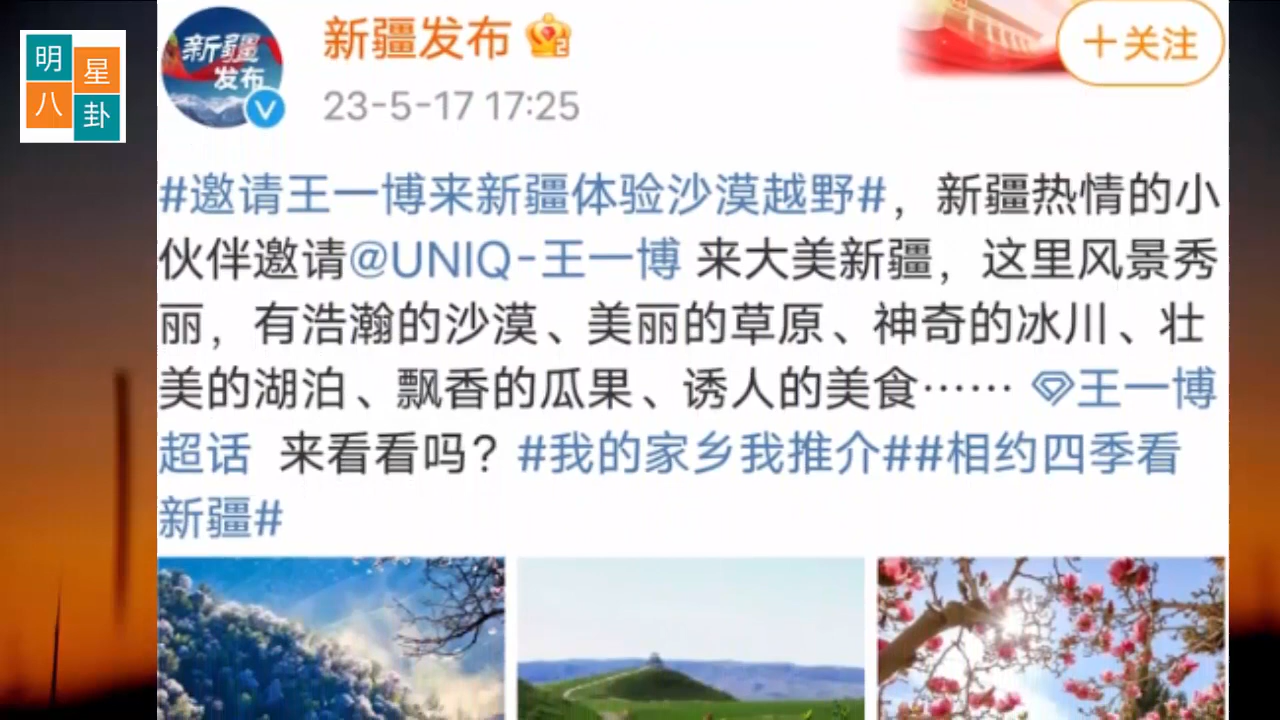 明星
八卦
新疆发布
新疆发布
+关注
23-5-17 17:25
#邀请王一博来新疆体验沙漠越野#，新疆热情的小
伙伴邀请@UNIQ-王一博 来大美新疆，这里风景秀
丽，有浩瀚的沙漠、美丽的草原、神奇的冰川、壮
美的湖泊、飘香的瓜果、诱人的美食⋯⋯ 王一博
超话 来看看吗？#我的家乡我推介##相约四季看
新疆#